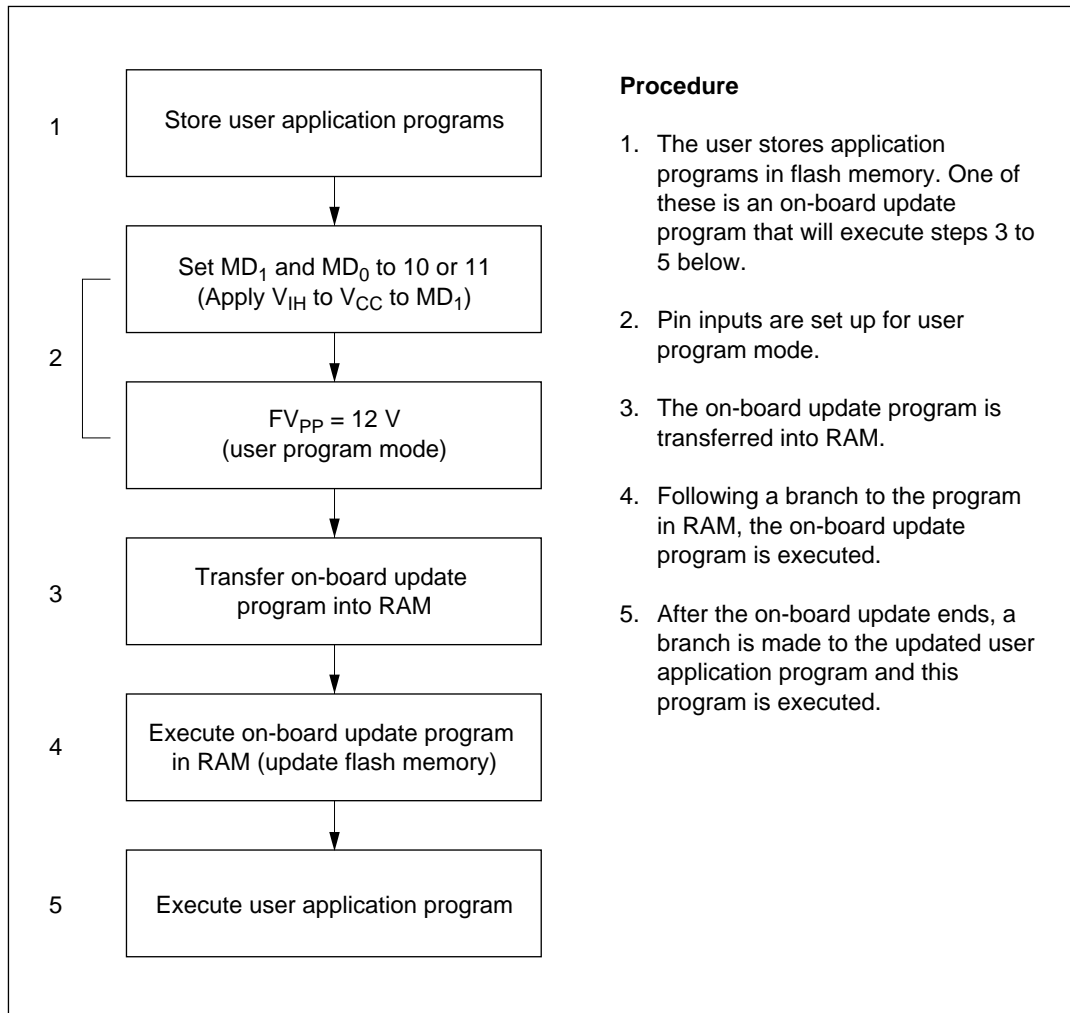 1
Store user application programs
2
Set MD₁ and MD₀ to 10 or 11
(Apply V_IH to V_CC to MD₁)
FV_PP = 12 V
(user program mode)
3
Transfer on-board update
program into RAM
4
Execute on-board update program
in RAM (update flash memory)
5
Execute user application program
Procedure
1. The user stores application
programs in flash memory. One of
these is an on-board update
program that will execute steps 3 to
5 below.
2. Pin inputs are set up for user
program mode.
3. The on-board update program is
transferred into RAM.
4. Following a branch to the program
in RAM, the on-board update
program is executed.
5. After the on-board update ends, a
branch is made to the updated user
application program and this
program is executed.